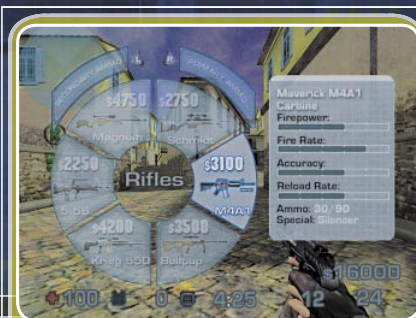 SECONDARY AMMO
L
R
PRIMARY AMMO
$4750
Magnum
$2750
Schmidt
$2250
5.56
Rifles
$3100
M4A1
$4200
Krieg 550
$3500
Bullpup
Maverick M4A1
Carbine
Firepower:
Fire Rate:
Accuracy:
Reload Rate:
Ammo: 30/90
Special: Silencer
$16000
100
0
4:25
12
24